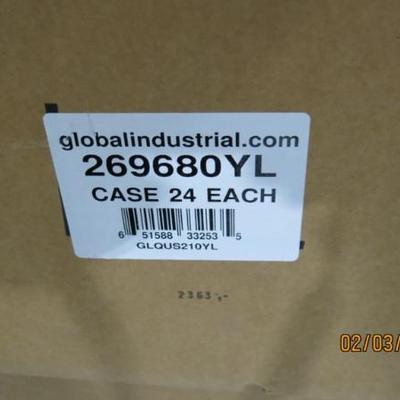 globalindustrial.com
269680YL
CASE 24 EACH
6 51588 33253 5
GLQUS210YL
02/03/